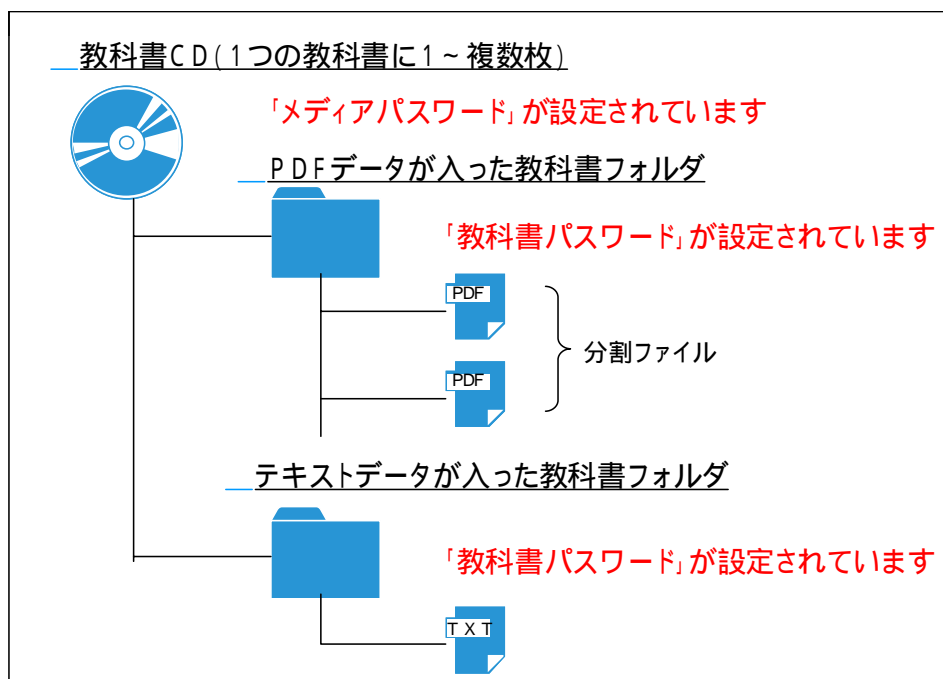 教科書CD(1つの教科書に1~複数枚)
「メディアパスワード」が設定されています
PDFデータが入った教科書フォルダ
「教科書パスワード」が設定されています
PDF
分割ファイル
PDF
テキストデータが入った教科書フォルダ
「教科書パスワード」が設定されています
TXT